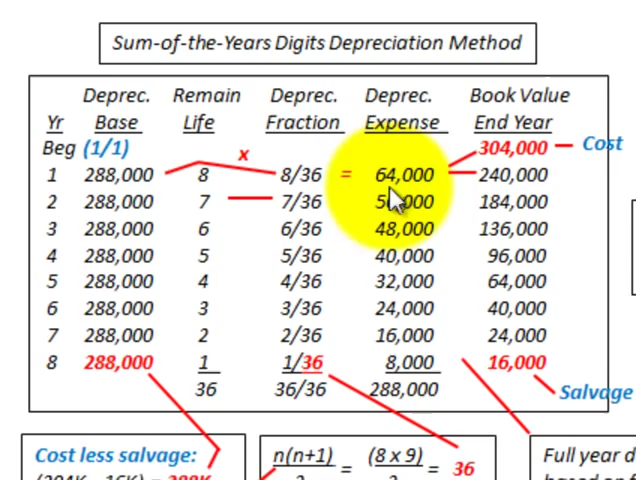 Sum-of-the-Years Digits Depreciation Method
Deprec. Remain Deprec. Deprec. Book Value
Yr Base Life Fraction Expense End Year
Beg (1/1) x 304,000 Cost
1 288,000 8 8/36 = 64,000 240,000
2 288,000 7 7/36 184,000
3 288,000 6 6/36 48,000 136,000
4 288,000 5 5/36 40,000 96,000
5 288,000 4 4/36 32,000 64,000
6 288,000 3 3/36 24,000 40,000
7 288,000 2 2/36 16,000 24,000
8 288,000 1 1/36 8,000 16,000
36 36/36 288,000 Salvage
Cost less salvage:
n(n+1) = (8 x 9) = 36
Full year d